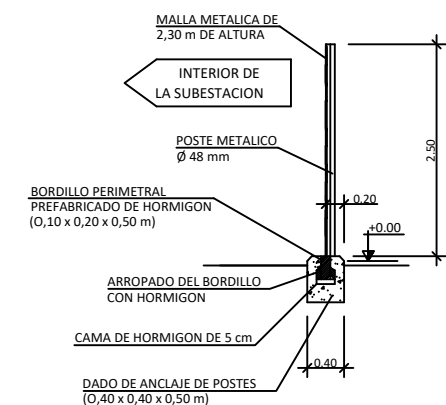 MALLA METALICA DE
2,30 m DE ALTURA
INTERIOR DE
LA SUBESTACION
2.50
POSTE METALICO
Ø 48 mm
BORDILLO PERIMETRAL
PREFABRICADO DE HORMIGON
(O,10 x 0,20 x 0,50 m)
0.20
+0.00
ARROPADO DEL BORDILLO
CON HORMIGON
CAMA DE HORMIGON DE 5 cm
0.40
DADO DE ANCLAJE DE POSTES
(O,40 x 0,40 x 0,50 m)